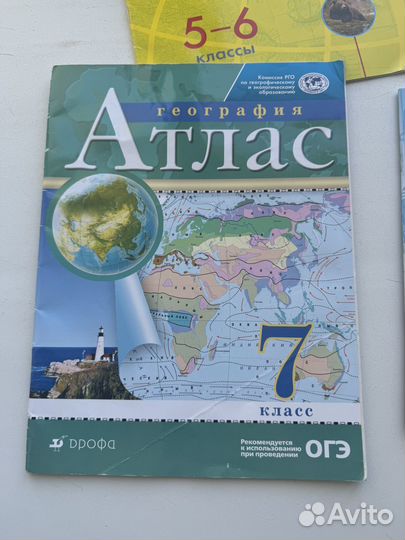 5-6
классы
Комиссия РГО
по географическому
и экологическому
образованию
география
Атлас
7
класс
ДРОФА
Рекомендуется
к использованию
при проведении
ОГЭ
Avito